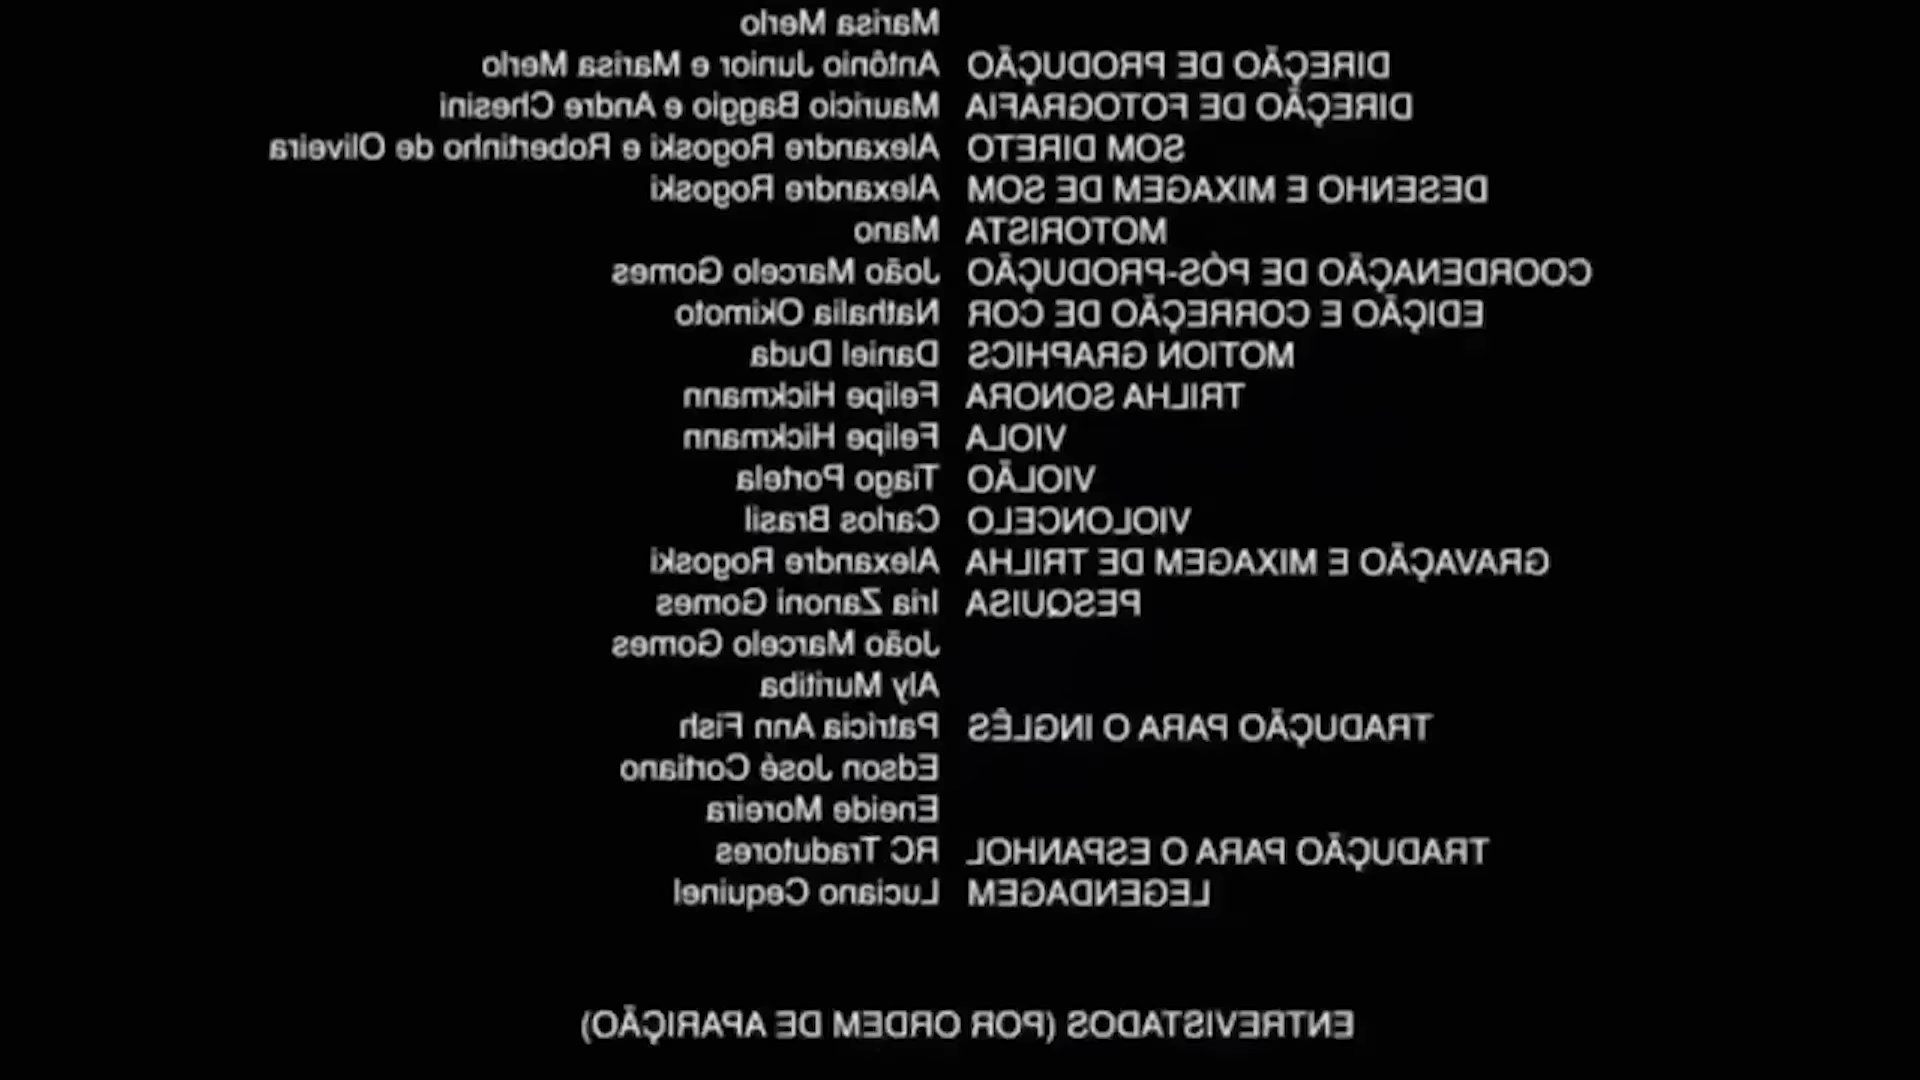 Marisa Merlo
DIREÇÃO DE PRODUÇÃO Antônio Junior e Marisa Merlo
DIREÇÃO DE FOTOGRAFIA Mauricio Baggio e Andre Chesini
SOM DIRETO Alexandre Rogoski e Robertinho de Oliveira
DESENHO E MIXAGEM DE SOM Alexandre Rogoski
MOTORISTA Mano
COORDENAÇÃO DE PÓS-PRODUÇÃO João Marcelo Gomes
EDIÇÃO E CORREÇÃO DE COR Nathalia Okimoto
MOTION GRAPHICS Daniel Duda
TRILHA SONORA Felipe Hickmann
VIOLA Felipe Hickmann
VIOLÃO Tiago Portela
VIOLONCELO Carlos Brasil
GRAVAÇÃO E MIXAGEM DE TRILHA Alexandre Rogoski
PESQUISA Iria Zanoni Gomes
João Marcelo Gomes
Aly Muritiba
TRADUÇÃO PARA O INGLÊS Patrícia Ann Fish
Edson José Cortiano
Eneide Moreira
TRADUÇÃO PARA O ESPANHOL RC Tradutores
LEGENDAGEM Luciano Cequinel
ENTREVISTADOS (POR ORDEM DE APARIÇÃO)